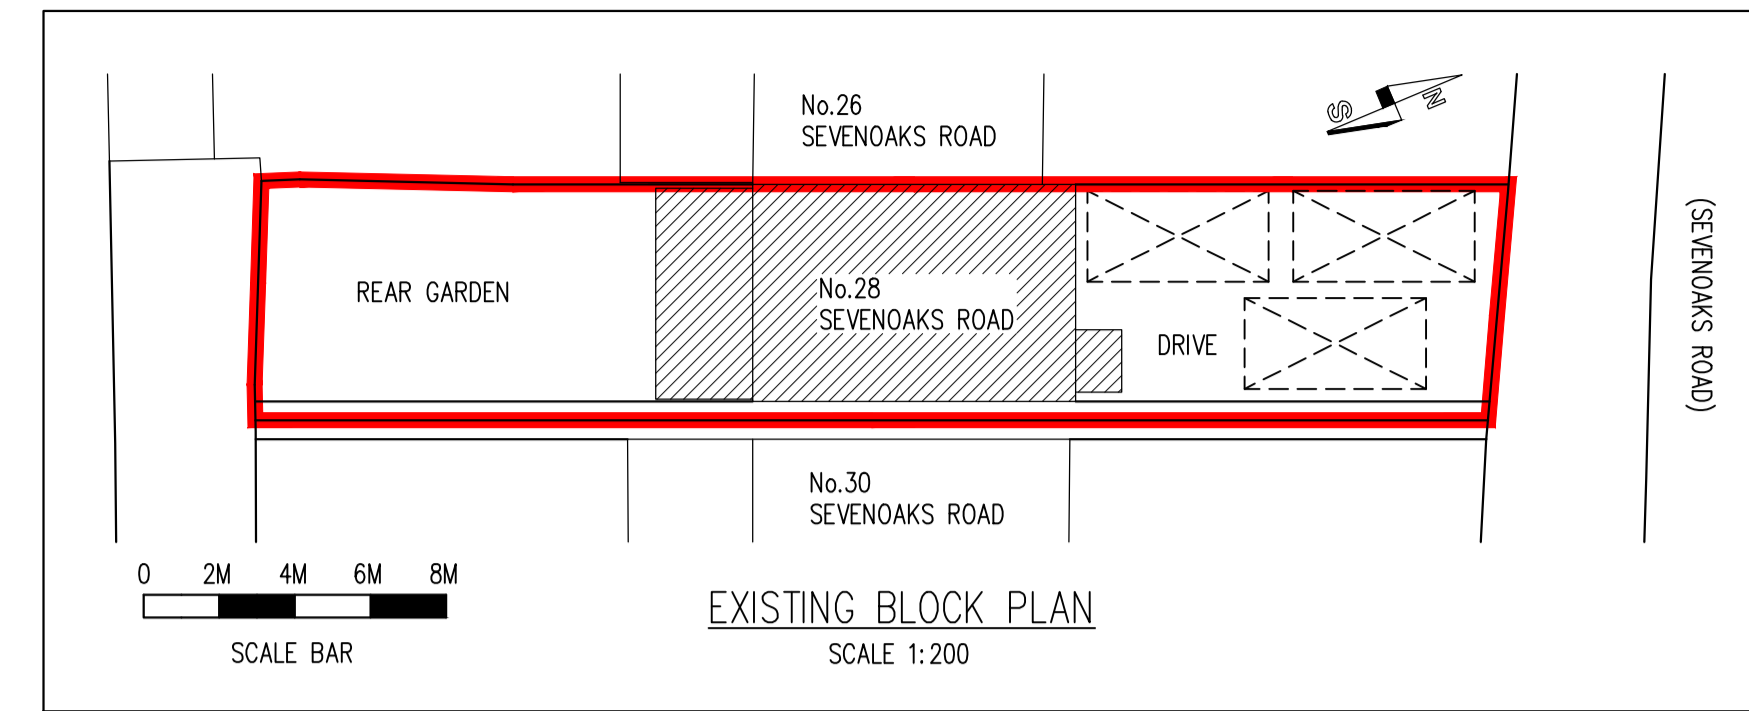 No.26
SEVENOAKS ROAD
S
N
REAR GARDEN
No.28
SEVENOAKS ROAD
DRIVE
(SEVENOAKS ROAD)
No.30
SEVENOAKS ROAD
0 2M 4M 6M 8M
SCALE BAR
EXISTING BLOCK PLAN
SCALE 1:200